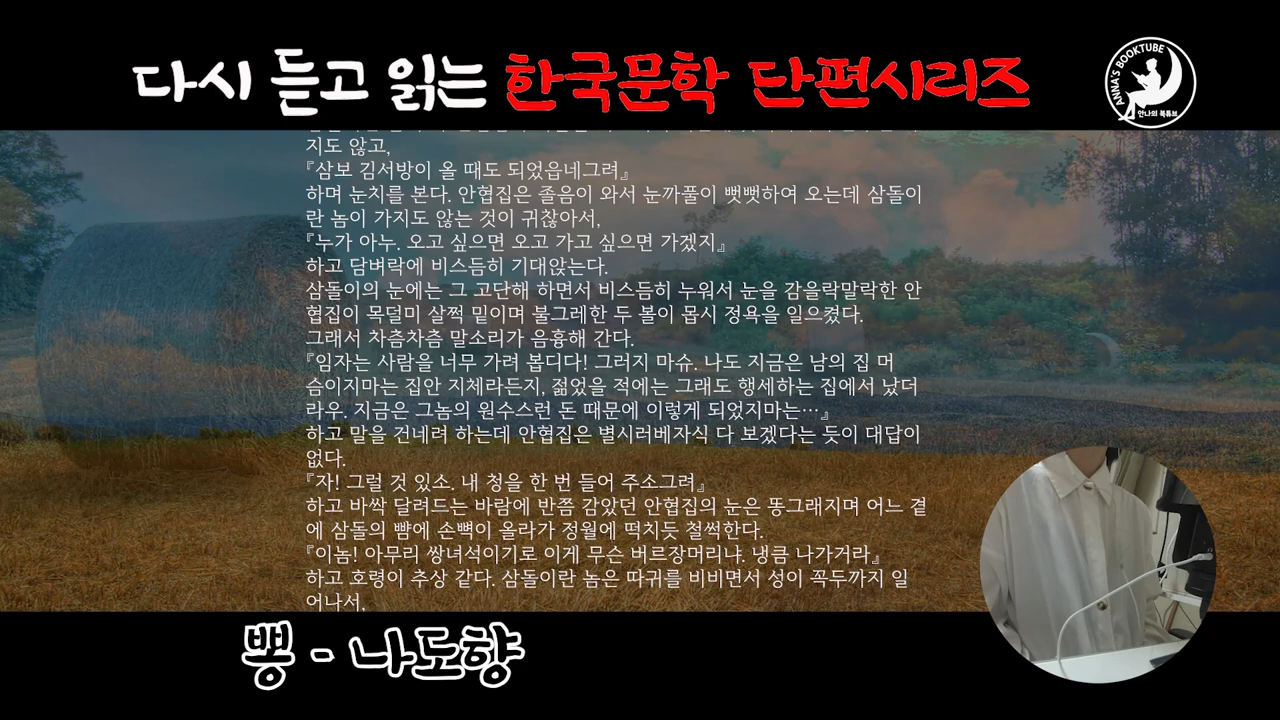 다시 듣고 읽는 한국문학 단편시리즈
ANNA'S BOOKTUBE
안나의 북튜브
지도 않고,
『삼보 김서방이 올 때도 되었읍네그려』
하며 눈치를 본다. 안협집은 졸음이 와서 눈까풀이 뻣뻣하여 오는데 삼돌이
란 놈이 가지도 않는 것이 귀찮아서,
『누가 아누. 오고 싶으면 오고 가고 싶으면 가겠지』
하고 담벼락에 비스듬히 기대앉는다.
삼돌이의 눈에는 그 고단해 하면서 비스듬히 누워서 눈을 감을락말락한 안
협집이 목덜미 살쩍 밑이며 불그레한 두 볼이 몹시 정욕을 일으켰다.
그래서 차츰차츰 말소리가 음흉해 간다.
『임자는 사람을 너무 가려 봅디다! 그러지 마슈. 나도 지금은 남의 집 머
슴이지마는 집안 지체라든지, 젊었을 적에는 그래도 행세하는 집에서 났더
라우. 지금은 그놈의 원수스런 돈 때문에 이렇게 되었지마는…』
하고 말을 건네려 하는데 안협집은 별시러베자식 다 보겠다는 듯이 대답이
없다.
『자! 그럴 것 있소. 내 청을 한 번 들어 주소그려』
하고 바싹 달려드는 바람에 반쯤 감았던 안협집의 눈은 똥그래지며 어느 곁
에 삼돌의 뺨에 손뼉이 올라가 정월에 떡치듯 철썩한다.
『이놈! 아무리 쌍녀석이기로 이게 무슨 버르장머리냐. 냉큼 나가거라』
하고 호령이 추상 같다. 삼돌이란 놈은 따귀를 비비면서 성이 꼭두까지 일
어나서,
뽕 - 나도향